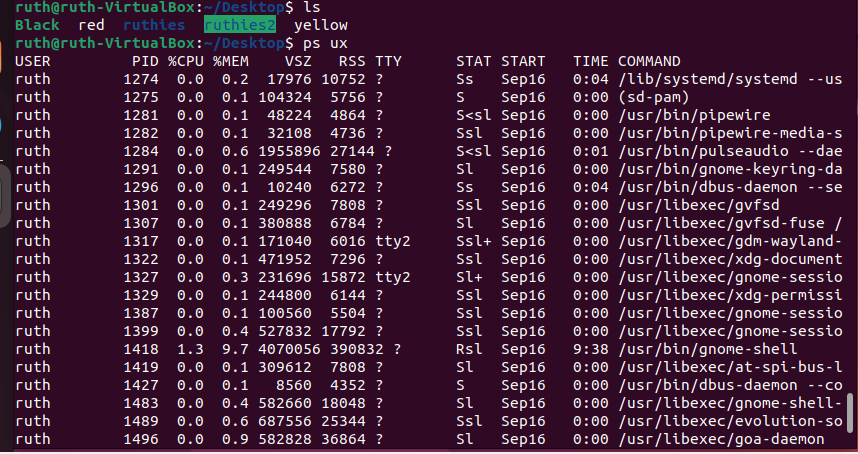 ruth@ruth-VirtualBox:~/Desktop$ ls
Black  red  ruthies  ruthies2  yellow
ruth@ruth-VirtualBox:~/Desktop$ ps ux
USER         PID %CPU %MEM    VSZ   RSS TTY      STAT START   TIME COMMAND
ruth        1274  0.0  0.2  17976 10752 ?        Ss   Sep16   0:04 /lib/systemd/systemd --us
ruth        1275  0.0  0.1 104324  5756 ?        S    Sep16   0:00 (sd-pam)
ruth        1281  0.0  0.1  48224  4864 ?        S<sl Sep16   0:00 /usr/bin/pipewire
ruth        1282  0.0  0.1  32108  4736 ?        Ssl  Sep16   0:00 /usr/bin/pipewire-media-s
ruth        1284  0.0  0.6 1955896 27144 ?       S<sl Sep16   0:01 /usr/bin/pulseaudio --dae
ruth        1291  0.0  0.1 249544  7580 ?        Sl   Sep16   0:00 /usr/bin/gnome-keyring-da
ruth        1296  0.0  0.1  10240  6272 ?        Ss   Sep16   0:04 /usr/bin/dbus-daemon --se
ruth        1301  0.0  0.1 249296  7808 ?        Ssl  Sep16   0:00 /usr/libexec/gvfsd
ruth        1307  0.0  0.1 380888  6784 ?        Sl   Sep16   0:00 /usr/libexec/gvfsd-fuse /
ruth        1317  0.0  0.1 171040  6016 tty2     Ssl+ Sep16   0:00 /usr/libexec/gdm-wayland-
ruth        1322  0.0  0.1 471952  7296 ?        Ssl  Sep16   0:00 /usr/libexec/xdg-document
ruth        1327  0.0  0.3 231696 15872 tty2     Sl+  Sep16   0:00 /usr/libexec/gnome-sessio
ruth        1329  0.0  0.1 244800  6144 ?        Ssl  Sep16   0:00 /usr/libexec/xdg-permissi
ruth        1387  0.0  0.1 100560  5504 ?        Ssl  Sep16   0:00 /usr/libexec/gnome-sessio
ruth        1399  0.0  0.4 527832 17792 ?        Ssl  Sep16   0:00 /usr/libexec/gnome-sessio
ruth        1418  1.3  9.7 4070056 390832 ?      Rsl  Sep16   9:38 /usr/bin/gnome-shell
ruth        1419  0.0  0.1 309612  7808 ?        Sl   Sep16   0:00 /usr/libexec/at-spi-bus-l
ruth        1427  0.0  0.1   8560  4352 ?        S    Sep16   0:00 /usr/bin/dbus-daemon --co
ruth        1483  0.0  0.4 582660 18048 ?        Sl   Sep16   0:00 /usr/libexec/gnome-shell-
ruth        1489  0.0  0.6 687556 25344 ?        Ssl  Sep16   0:00 /usr/libexec/evolution-so
ruth        1496  0.0  0.9 582828 36864 ?        Sl   Sep16   0:00 /usr/libexec/goa-daemon